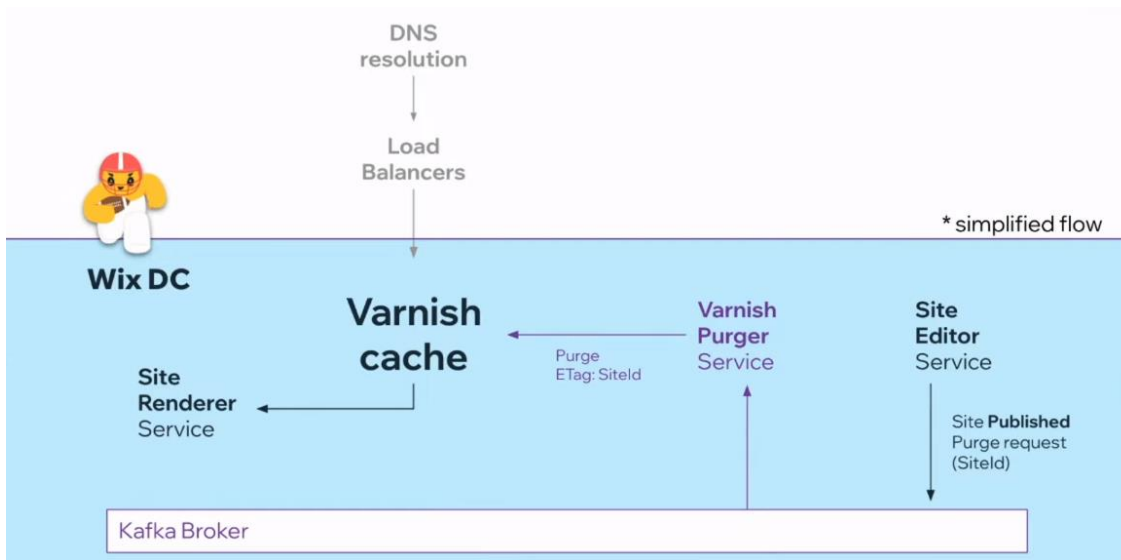 DNS
resolution
Load
Balancers
* simplified flow
Wix DC
Varnish
cache
Varnish
Purger
Service
Site
Editor
Service
Purge
ETag: SiteId
Site
Renderer
Service
Site Published
Purge request
(SiteId)
Kafka Broker